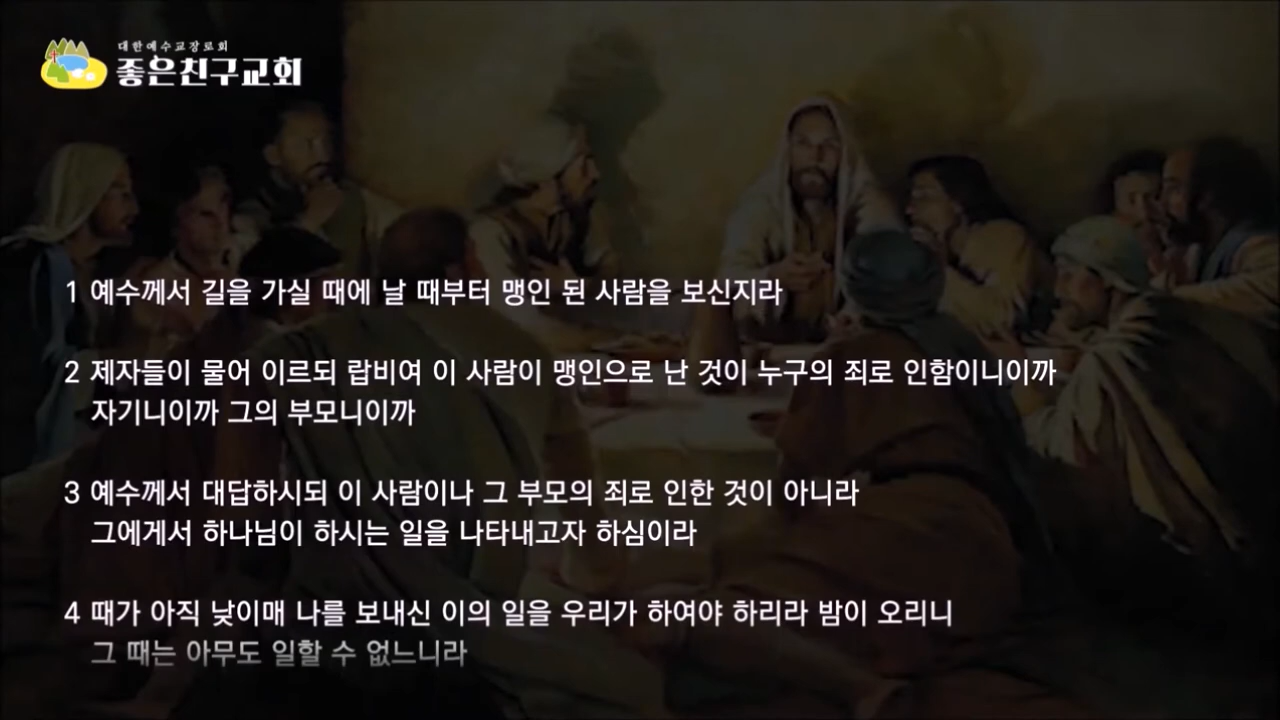 대한예수교장로회
좋은친구교회
1 예수께서 길을 가실 때에 날 때부터 맹인 된 사람을 보신지라
2 제자들이 물어 이르되 랍비여 이 사람이 맹인으로 난 것이 누구의 죄로 인함이니이까
자기니이까 그의 부모니이까
3 예수께서 대답하시되 이 사람이나 그 부모의 죄로 인한 것이 아니라
그에게서 하나님이 하시는 일을 나타내고자 하심이라
4 때가 아직 낮이매 나를 보내신 이의 일을 우리가 하여야 하리라 밤이 오리니
그 때는 아무도 일할 수 없느니라